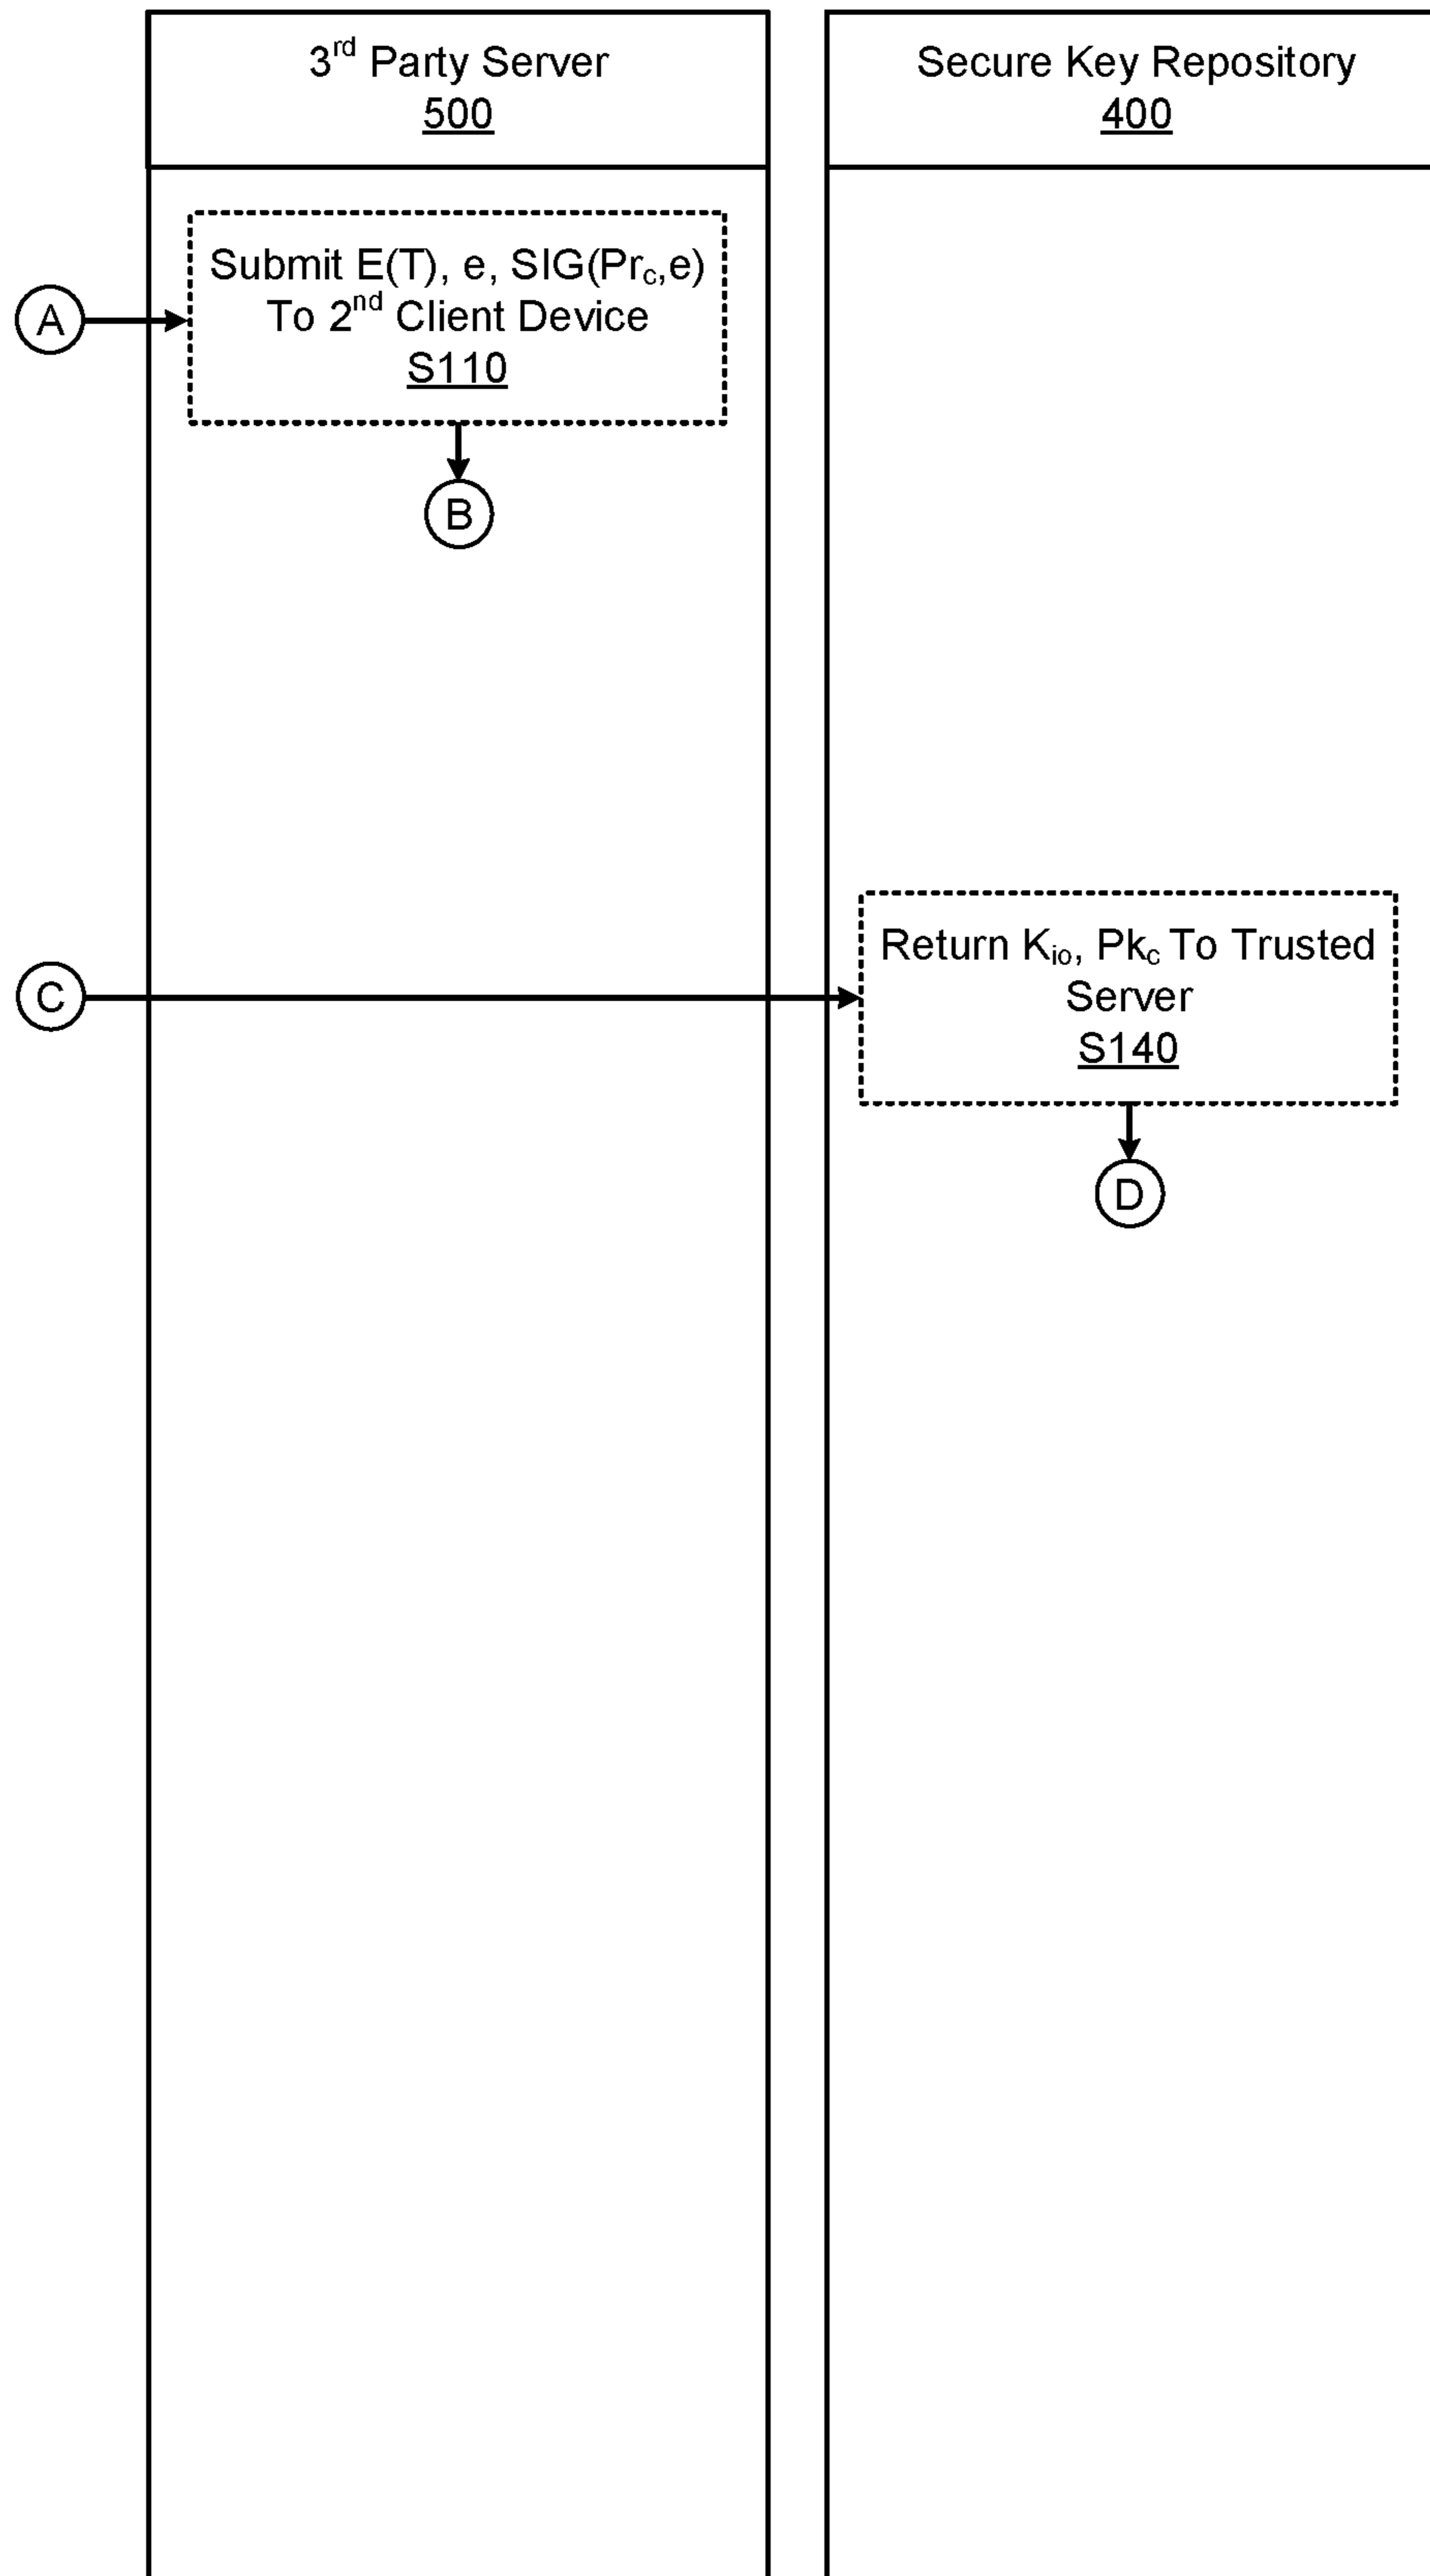 3rd Party Server
500
Secure Key Repository
400
Submit E(T), e, SIG(Prc,e)
To 2nd Client Device
S110
A
B
Return Kio, Pkc To Trusted
Server
S140
C
D